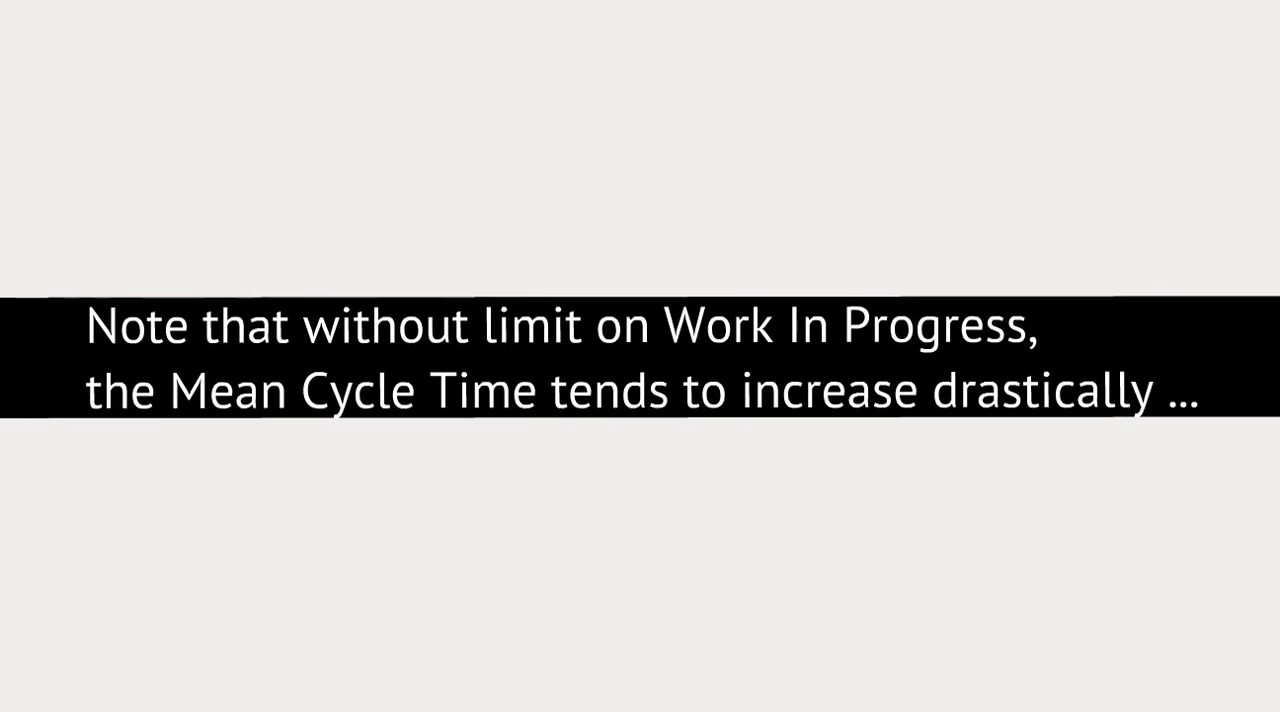 Note that without limit on Work In Progress,
the Mean Cycle Time tends to increase drastically ...